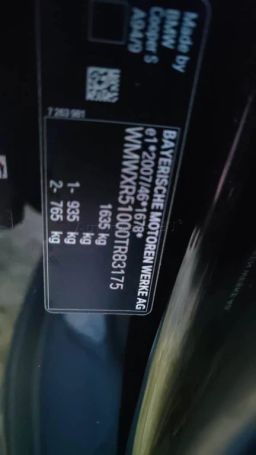 BAYERISCHE MOTOREN WERKE AG
e1*2007/46*1678*
WMWXR51000TR83175
1635 kg
kg
1- 935 kg
2- 765 kg
7 263 981
Made by
BMW
Cooper S